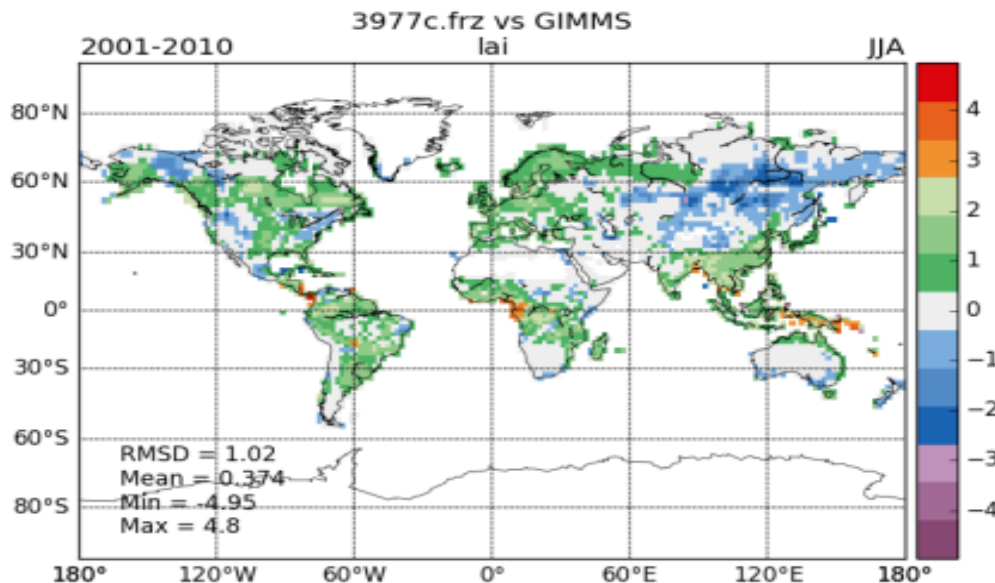 3977c.frz vs GIMMS
2001-2010 lai JJA
80°N
60°N
30°N
0°
30°S
60°S
80°S
4
3
2
1
0
−1
−2
−3
−4
RMSD = 1.02
Mean = 0.374
Min = -4.95
Max = 4.8
180° 120°W 60°W 0° 60°E 120°E 180°